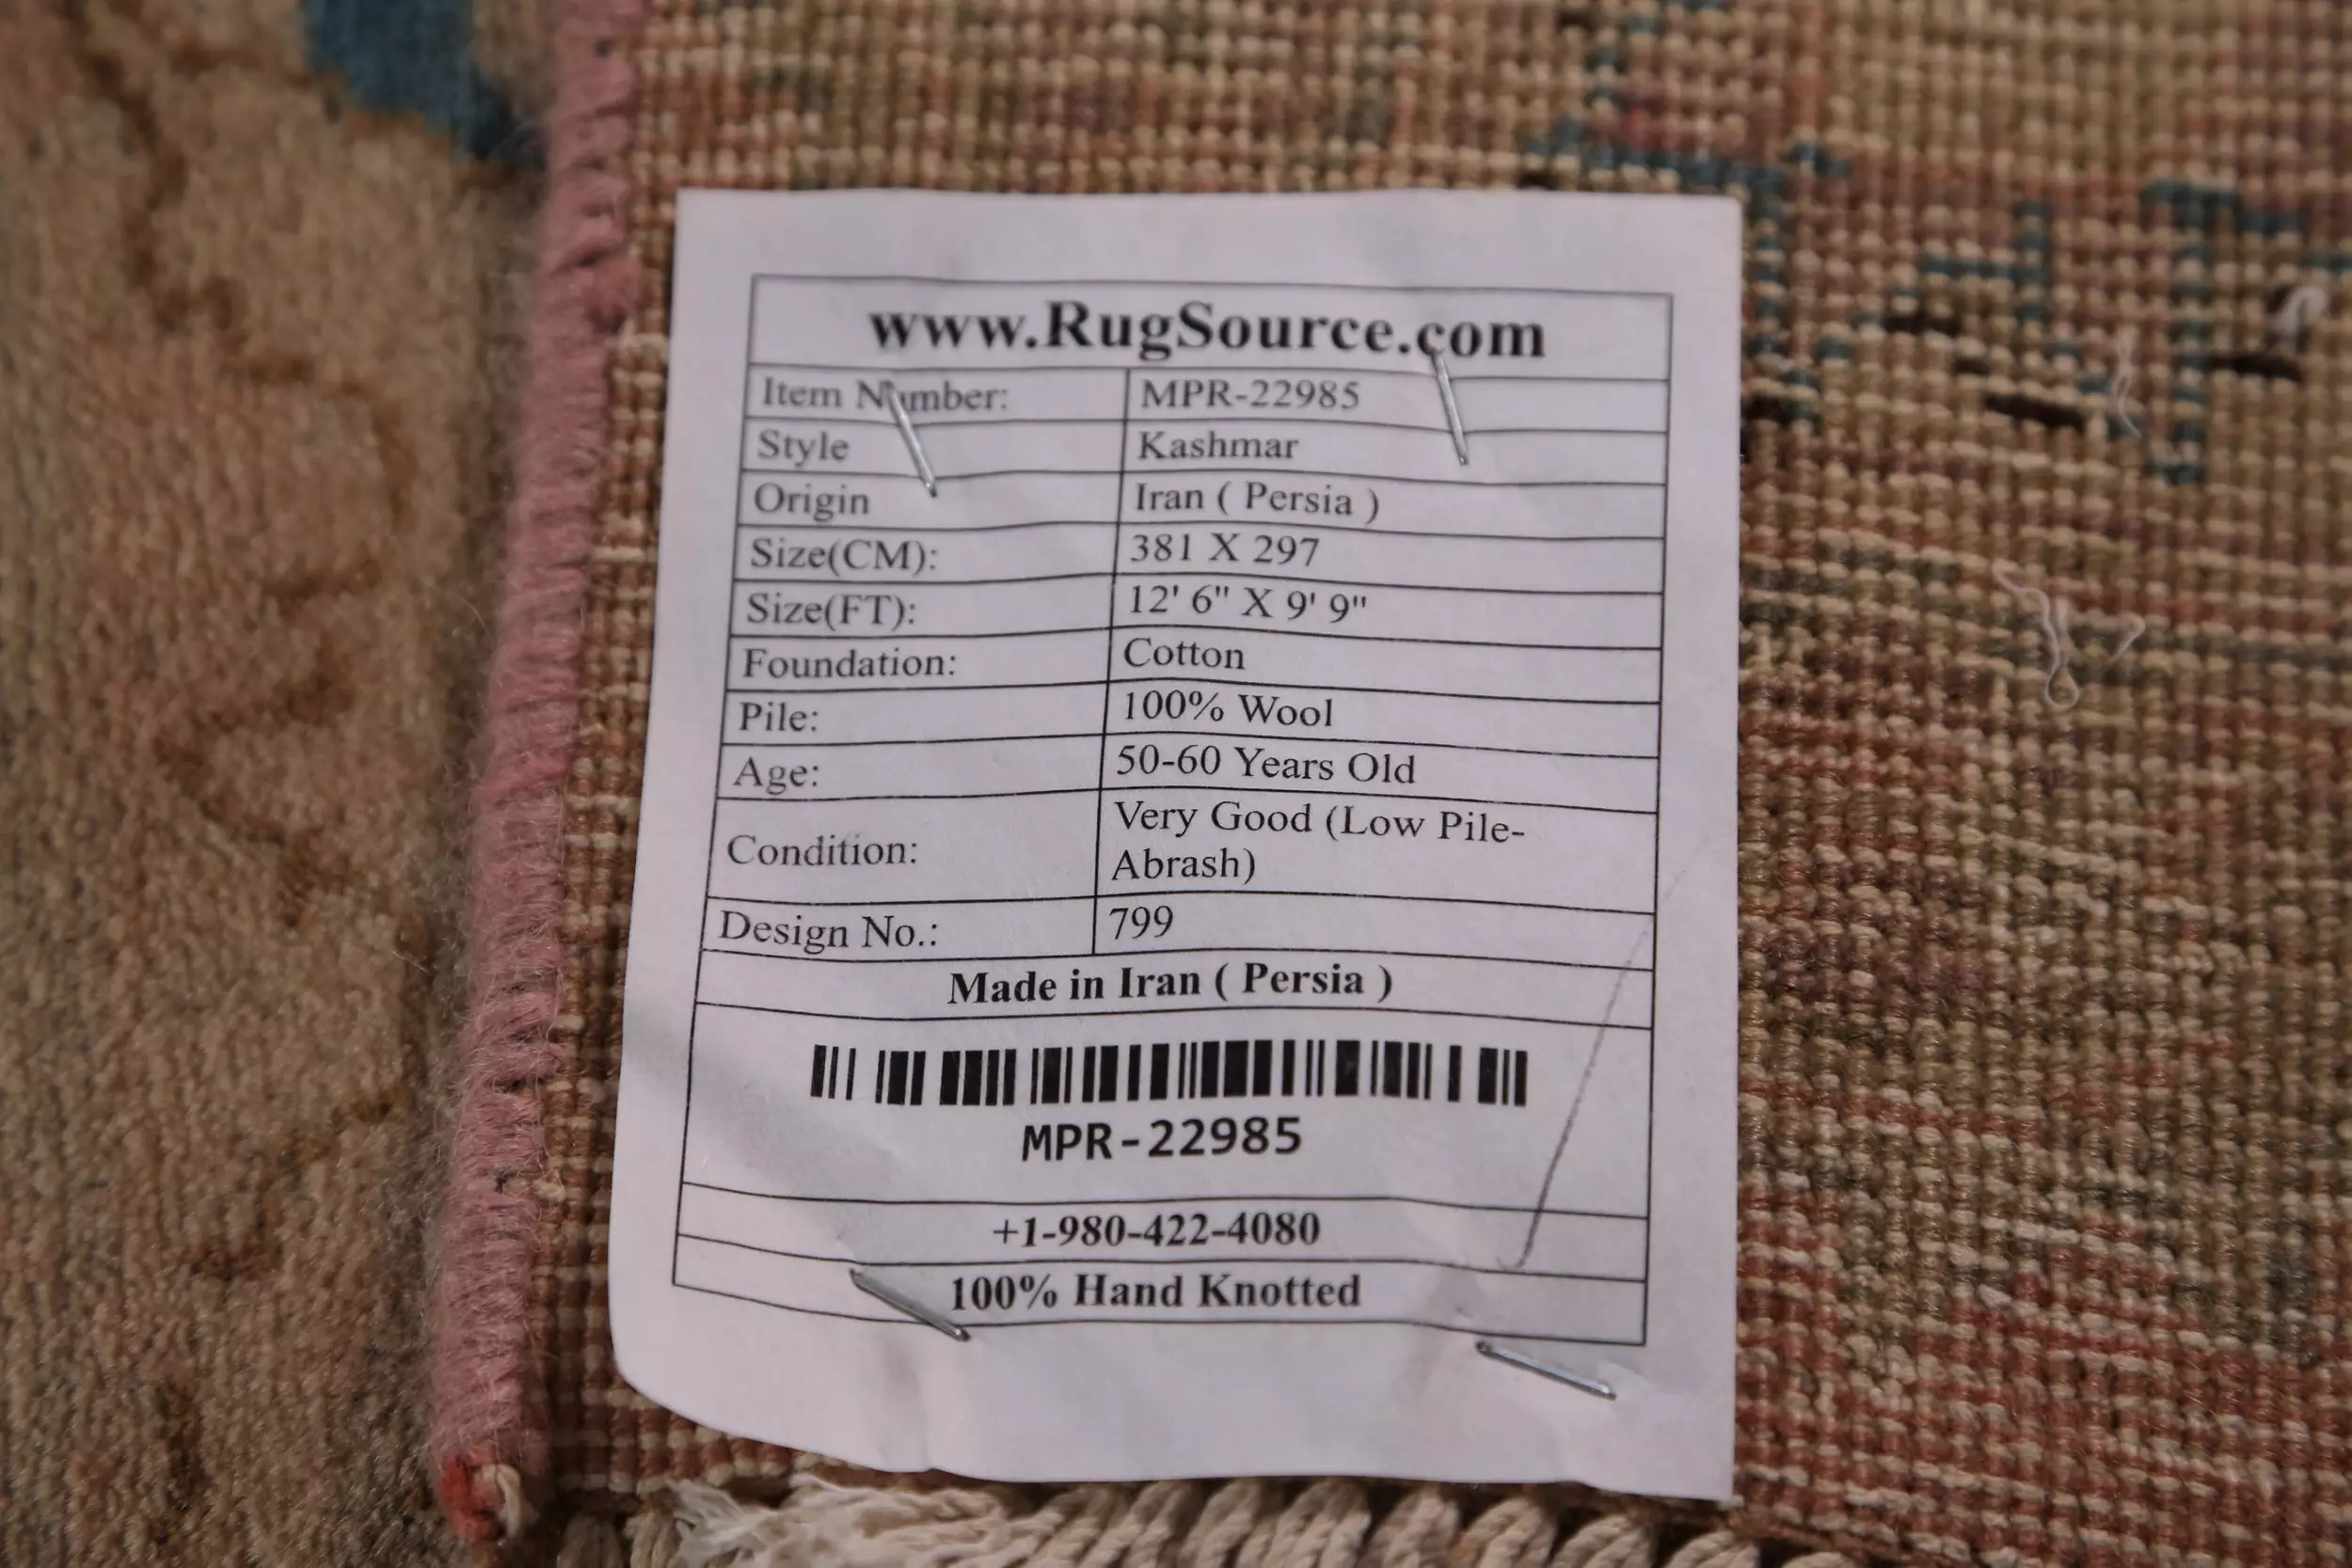 www.RugSource.com
Item Number: MPR-22985
Style Kashmar
Origin Iran ( Persia )
Size(CM): 381 X 297
Size(FT): 12' 6" X 9' 9"
Foundation: Cotton
Pile: 100% Wool
Age: 50-60 Years Old
Condition: Very Good (Low Pile-
Abrash)
Design No.: 799
Made in Iran ( Persia )
MPR-22985
+1-980-422-4080
100% Hand Knotted